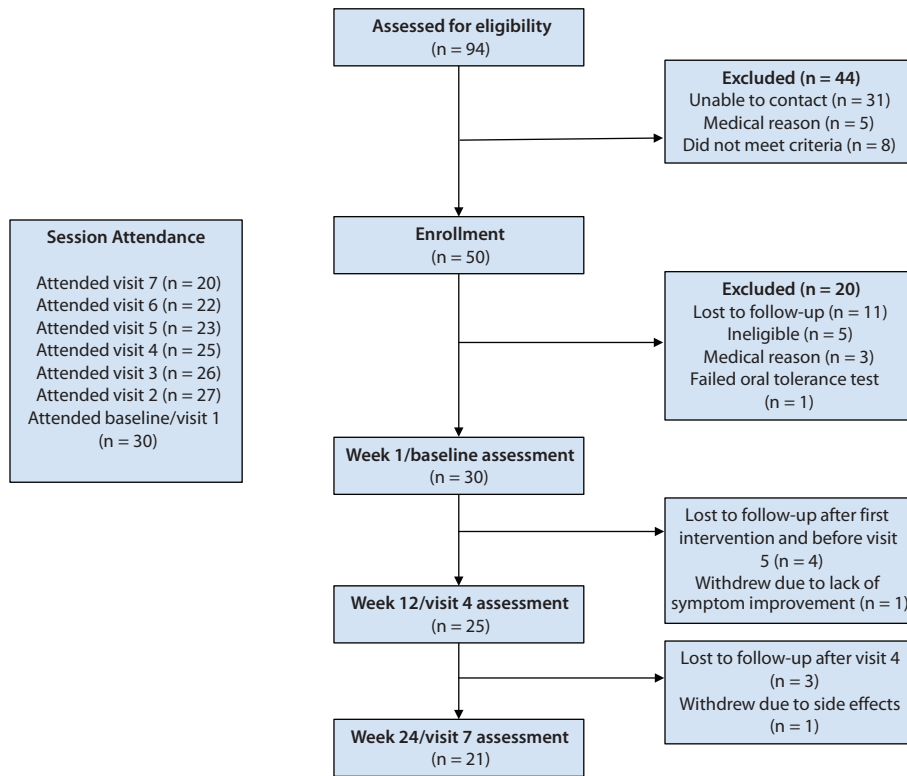 Assessed for eligibility
(n = 94)
Excluded (n = 44)
Unable to contact (n = 31)
Medical reason (n = 5)
Did not meet criteria (n = 8)
Enrollment
(n = 50)
Session Attendance
Attended visit 7 (n = 20)
Attended visit 6 (n = 22)
Attended visit 5 (n = 23)
Attended visit 4 (n = 25)
Attended visit 3 (n = 26)
Attended visit 2 (n = 27)
Attended baseline/visit 1
(n = 30)
Excluded (n = 20)
Lost to follow-up (n = 11)
Ineligible (n = 5)
Medical reason (n = 3)
Failed oral tolerance test
(n = 1)
Week 1/baseline assessment
(n = 30)
Lost to follow-up after first
intervention and before visit
5 (n = 4)
Withdrew due to lack of
symptom improvement (n = 1)
Week 12/visit 4 assessment
(n = 25)
Lost to follow-up after visit 4
(n = 3)
Withdrew due to side effects
(n = 1)
Week 24/visit 7 assessment
(n = 21)